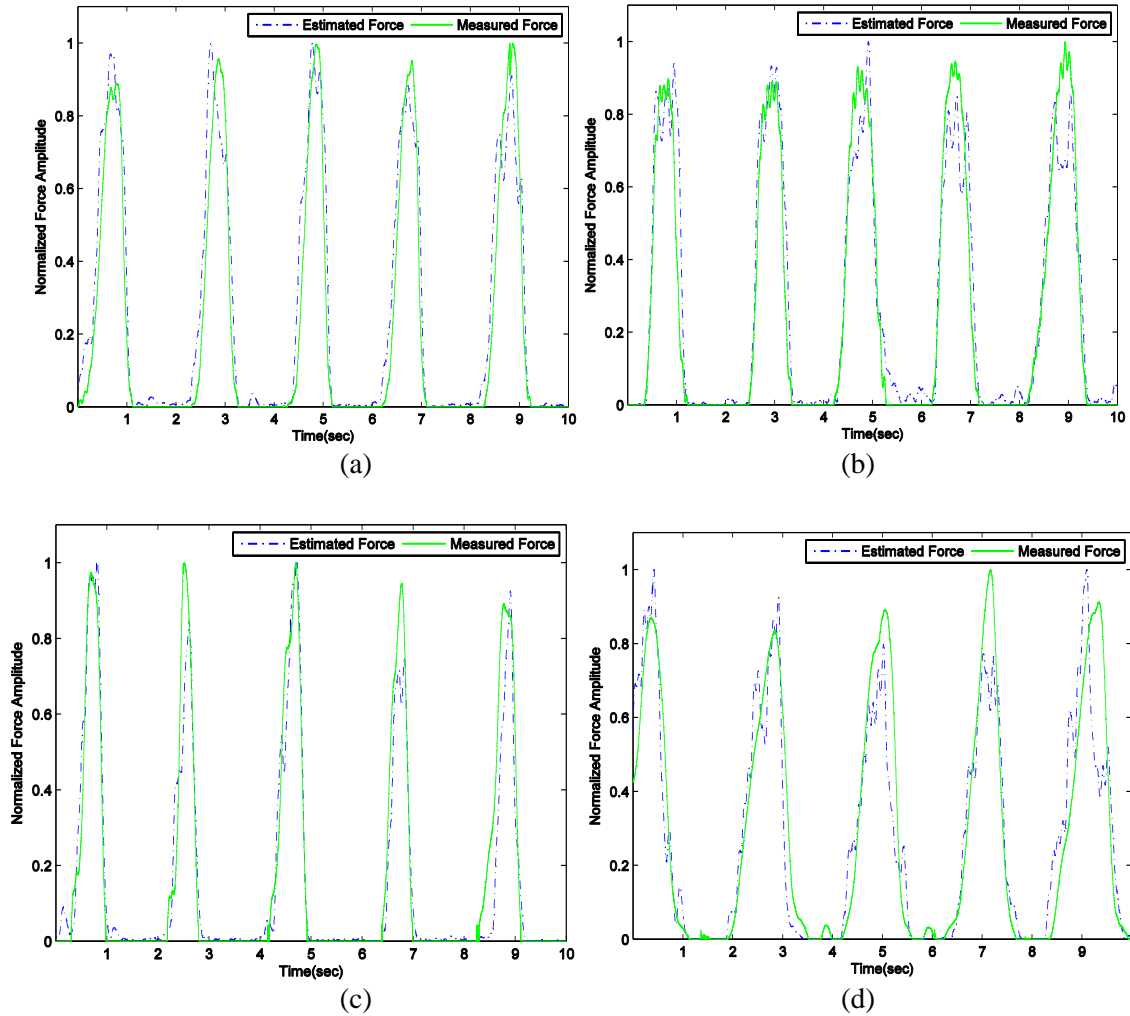 Estimated Force Measured Force
1
0.8
0.6
0.4
0.2
0
Normalized Force Amplitude
1 2 3 4 5 6 7 8 9 10
Time(sec)
(a)
Estimated Force Measured Force
1
0.8
0.6
0.4
0.2
0
Normalized Force Amplitude
1 2 3 4 5 6 7 8 9 10
Time(sec)
(b)
Estimated Force Measured Force
1
0.8
0.6
0.4
0.2
0
Normalized Force Amplitude
1 2 3 4 5 6 7 8 9 10
Time(sec)
(c)
Estimated Force Measured Force
1
0.8
0.6
0.4
0.2
0
Normalized Force Amplitude
1 2 3 4 5 6 7 8 9
Time(sec)
(d)